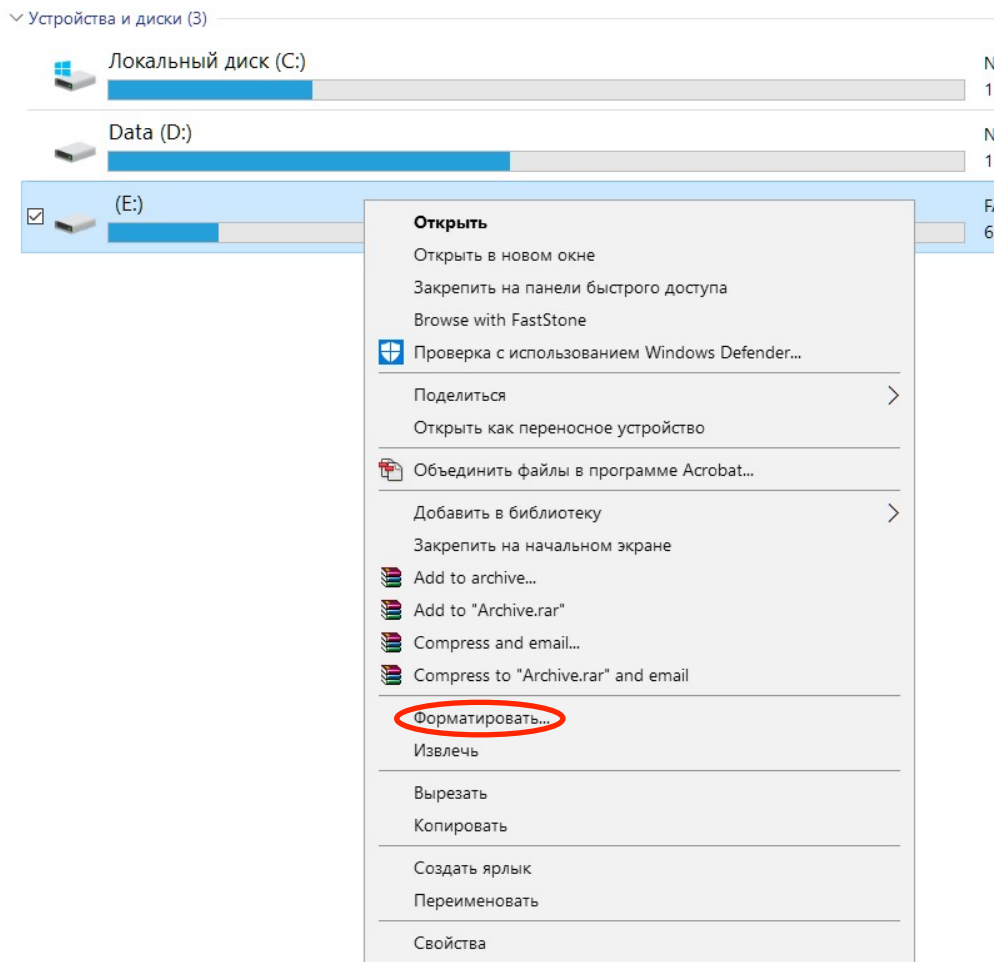 Устройства и диски (3)
Локальный диск (C:)
N
1
Data (D:)
N
1
(E:)
6
Открыть
Открыть в новом окне
Закрепить на панели быстрого доступа
Browse with FastStone
Проверка с использованием Windows Defender...
Поделиться
Открыть как переносное устройство
Объединить файлы в программе Acrobat...
Добавить в библиотеку
Закрепить на начальном экране
Add to archive...
Add to "Archive.rar"
Compress and email...
Compress to "Archive.rar" and email
Форматировать...
Извлечь
Вырезать
Копировать
Создать ярлык
Переименовать
Свойства